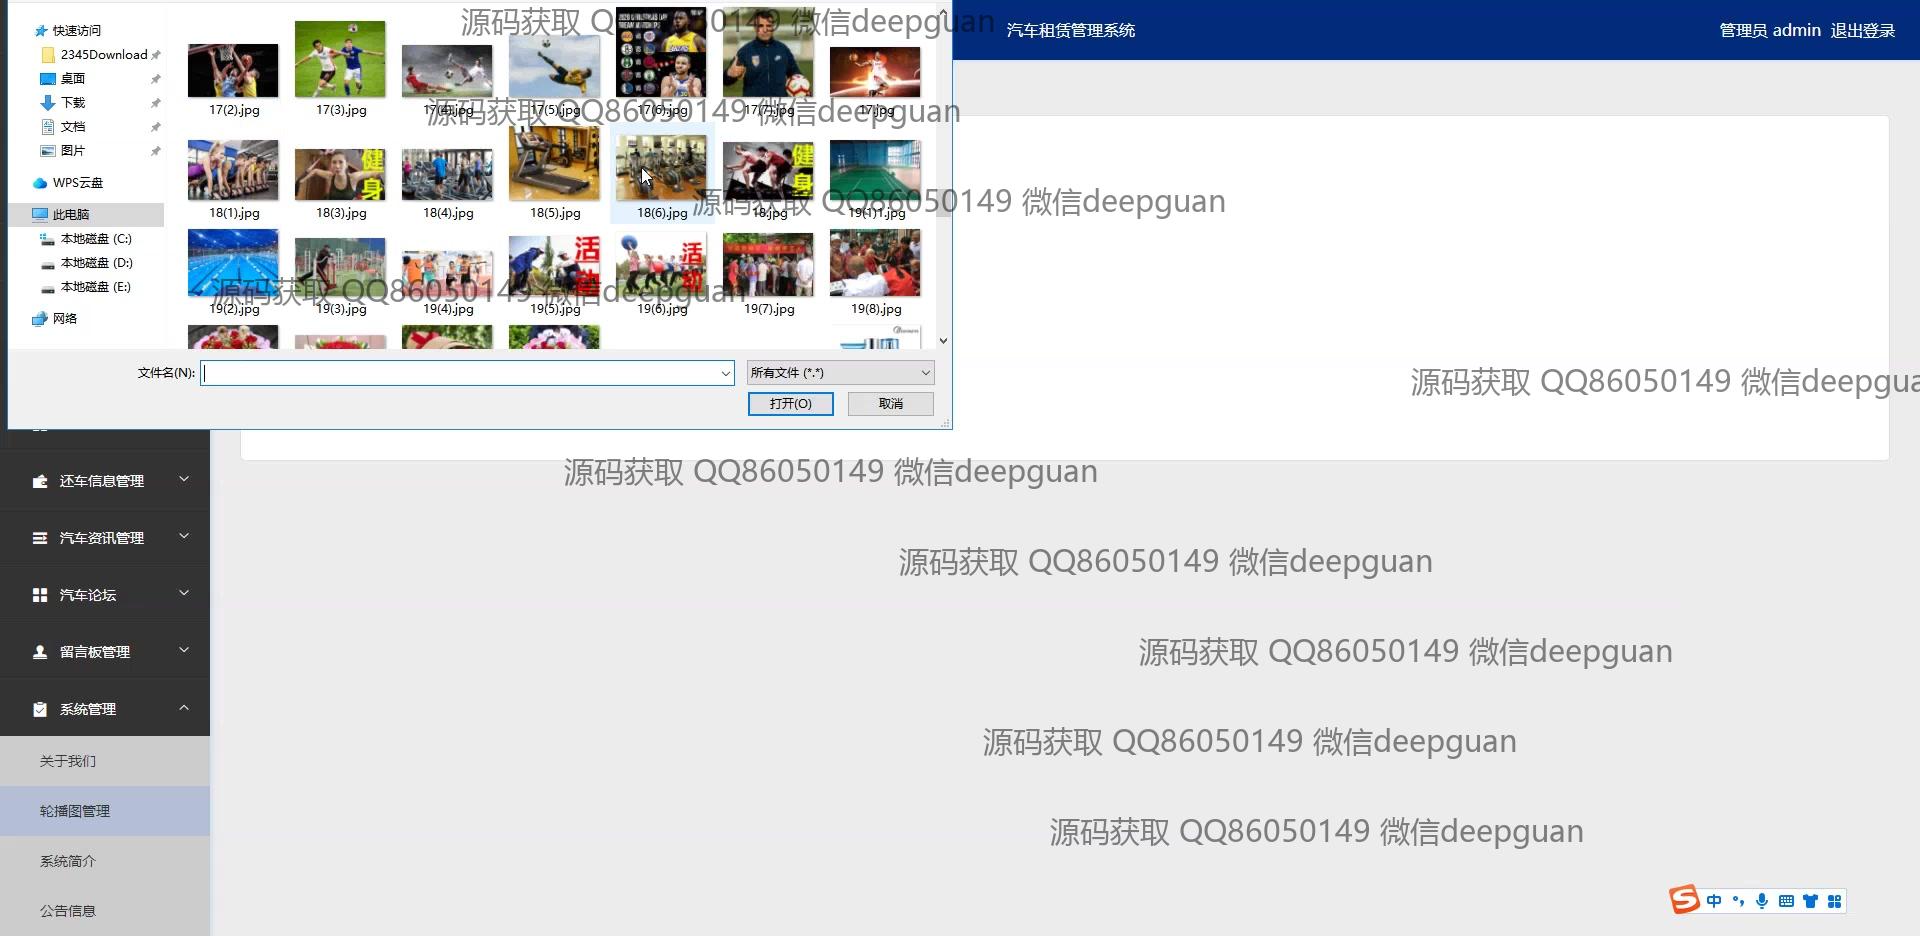 汽车租赁管理系统
管理员 admin 退出登录
快速访问
2345Download
桌面
下载
文档
图片
WPS云盘
此电脑
本地磁盘 (C:)
本地磁盘 (D:)
本地磁盘 (E:)
网络
17(2).jpg
17(3).jpg
17(4).jpg
17(5).jpg
17(6).jpg
17(7).jpg
17.jpg
健身
健身
18(1).jpg
18(3).jpg
18(4).jpg
18(5).jpg
18(6).jpg
18.jpg
19(1)1.jpg
活动
活动
19(2).jpg
19(3).jpg
19(4).jpg
19(5).jpg
19(6).jpg
19(7).jpg
19(8).jpg
文件名(N):
所有文件 (*.*)
打开(O)
取消
还车信息管理
汽车资讯管理
汽车论坛
留言板管理
系统管理
关于我们
轮播图管理
系统简介
公告信息
源码获取 QQ86050149 微信deepguan
源码获取 QQ86050149 微信deepguan
源码获取 QQ86050149 微信deepguan
源码获取 QQ86050149 微信deepguan
源码获取 QQ86050149 微信deepgua
源码获取 QQ86050149 微信deepguan
源码获取 QQ86050149 微信deepguan
源码获取 QQ86050149 微信deepguan
源码获取 QQ86050149 微信deepguan
源码获取 QQ86050149 微信deepguan
中